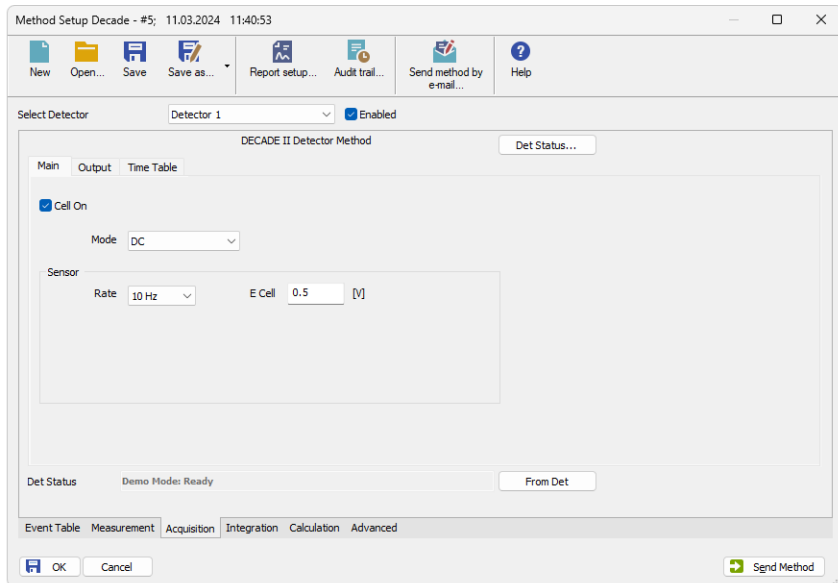 Method Setup Decade - #5; 11.03.2024 11:40:53
New Open... Save Save as... Report setup... Audit trail... Send method by e-mail... Help
Select Detector Detector 1 Enabled
DECADE II Detector Method Det Status...
Main Output Time Table
Cell On
Mode DC
Sensor
Rate 10 Hz E Cell 0.5 [V]
Det Status Demo Mode: Ready From Det
Event Table Measurement Acquisition Integration Calculation Advanced
OK Cancel Send Method